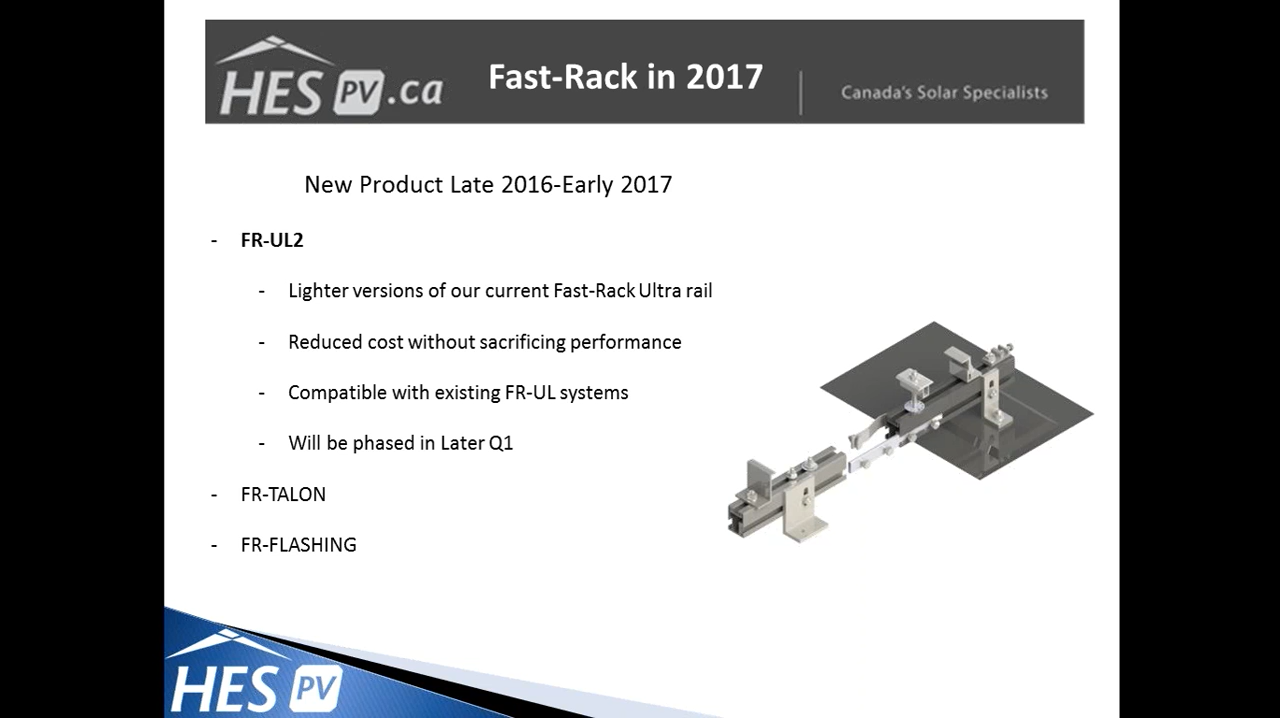 HES PV .ca
Fast-Rack in 2017
Canada's Solar Specialists
New Product Late 2016-Early 2017
- FR-UL2
- Lighter versions of our current Fast-Rack Ultra rail
- Reduced cost without sacrificing performance
- Compatible with existing FR-UL systems
- Will be phased in Later Q1
- FR-TALON
- FR-FLASHING
HES PV